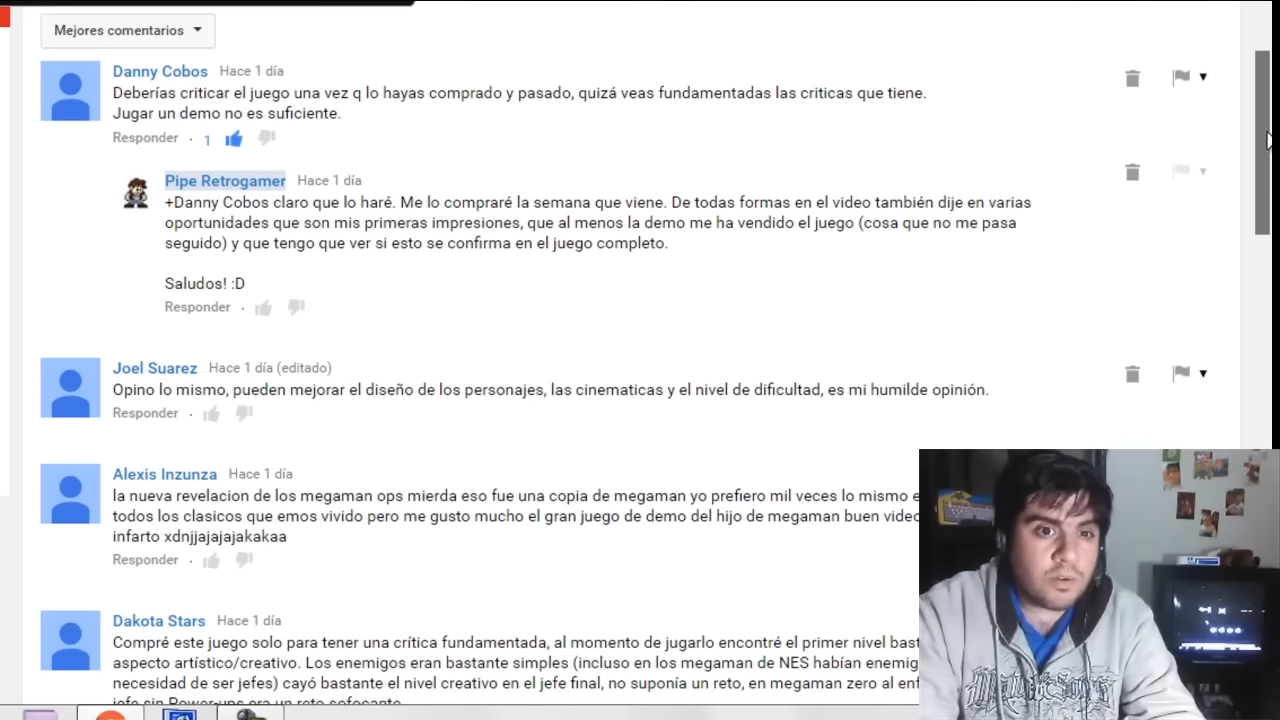 Mejores comentarios
Danny Cobos Hace 1 día
Deberías criticar el juego una vez q lo hayas comprado y pasado, quizá veas fundamentadas las criticas que tiene.
Jugar un demo no es suficiente.
Responder · 1
Pipe Retrogamer Hace 1 día
+Danny Cobos claro que lo haré. Me lo compraré la semana que viene. De todas formas en el video también dije en varias
oportunidades que son mis primeras impresiones, que al menos la demo me ha vendido el juego (cosa que no me pasa
seguido) y que tengo que ver si esto se confirma en el juego completo.
Saludos! :D
Responder ·
Joel Suarez Hace 1 día (editado)
Opino lo mismo, pueden mejorar el diseño de los personajes, las cinematicas y el nivel de dificultad, es mi humilde opinión.
Responder ·
Alexis Inzunza Hace 1 día
la nueva revelacion de los megaman ops mierda eso fue una copia de megaman yo prefiero mil veces lo mismo
todos los clasicos que emos vivido pero me gusto mucho el gran juego de demo del hijo de megaman buen video
infarto xdnjjajajajakakaa
Responder ·
Dakota Stars Hace 1 día
Compré este juego solo para tener una crítica fundamentada, al momento de jugarlo encontré el primer nivel bast
aspecto artístico/creativo. Los enemigos eran bastante simples (incluso en los megaman de NES habían enemig
necesidad de ser jefes) cayó bastante el nivel creativo en el jefe final, no suponía un reto, en megaman zero al enf
jefe sin Power-ups era un reto sofocante